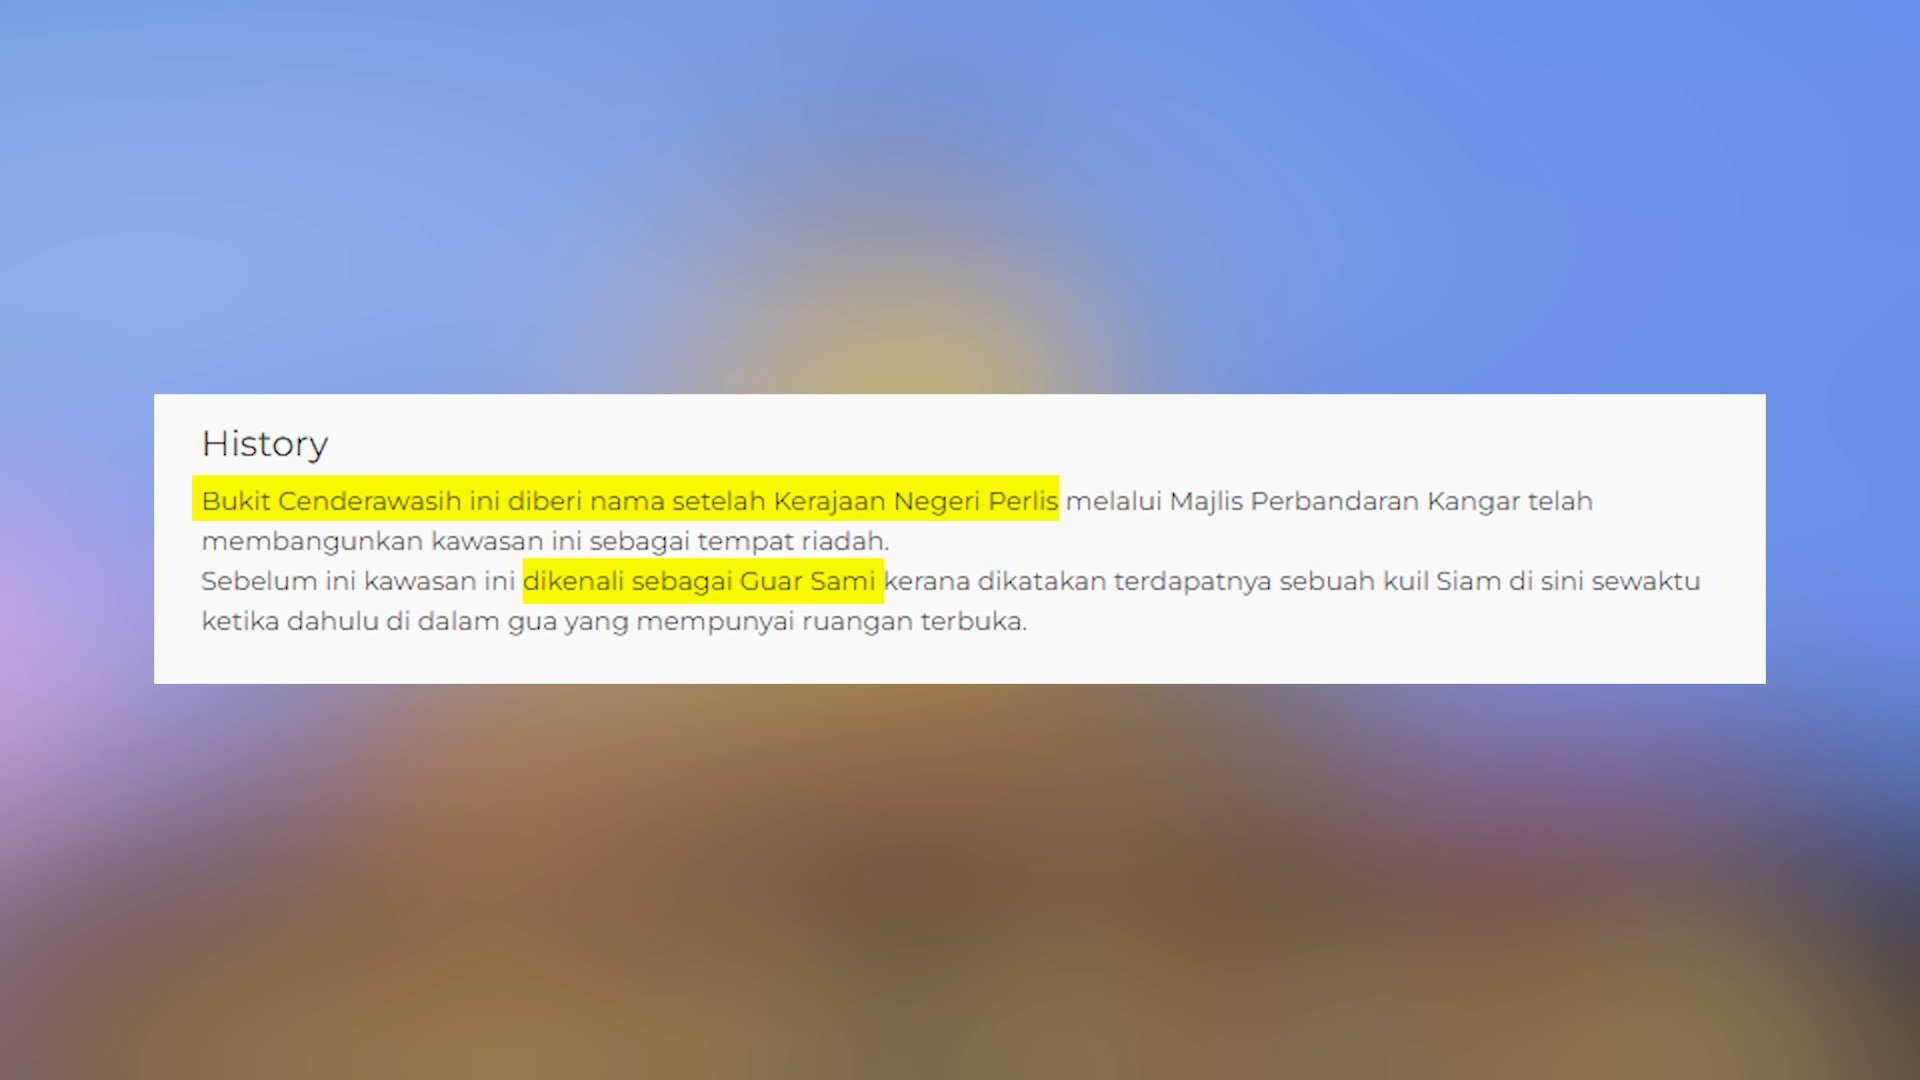 History
Bukit Cenderawasih ini diberi nama setelah Kerajaan Negeri Perlis melalui Majlis Perbandaran Kangar telah
membangunkan kawasan ini sebagai tempat riadah.
Sebelum ini kawasan ini dikenali sebagai Guar Sami kerana dikatakan terdapatnya sebuah kuil Siam di sini sewaktu
ketika dahulu di dalam gua yang mempunyai ruangan terbuka.